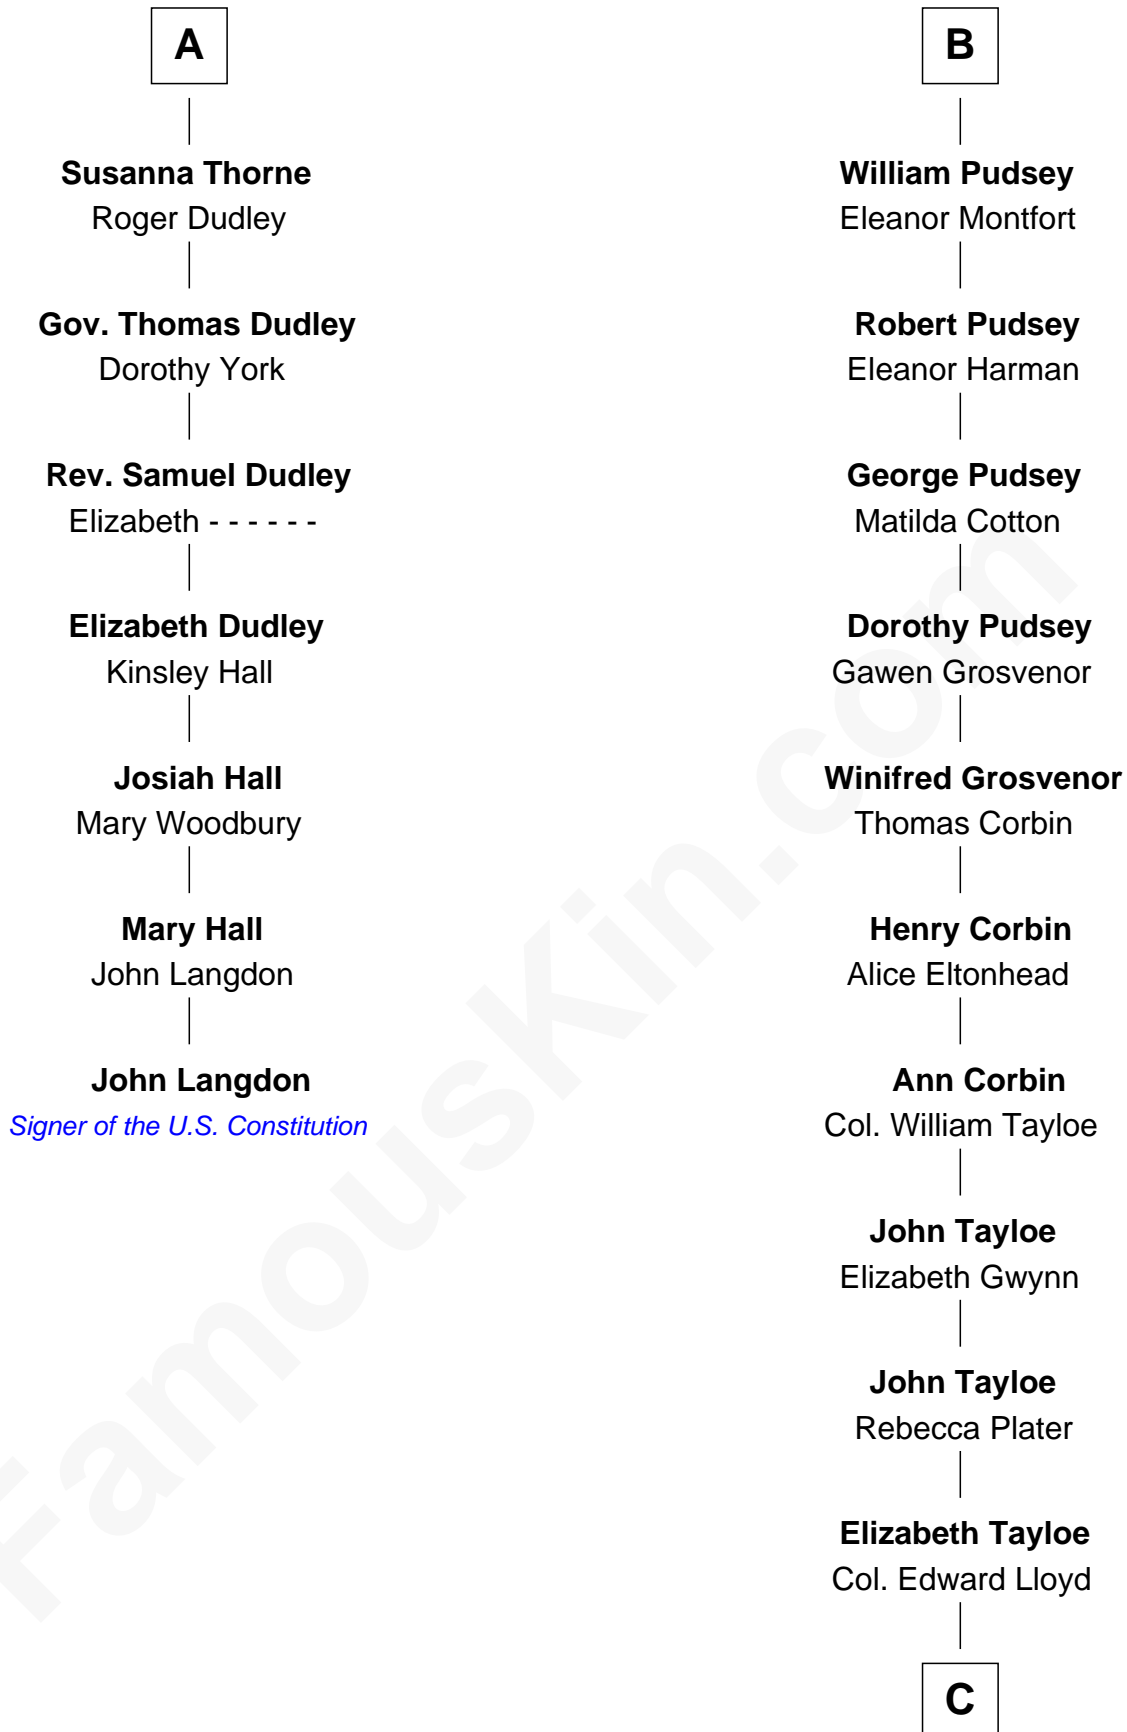 A
Susanna Thorne
Roger Dudley
Gov. Thomas Dudley
Dorothy York
Rev. Samuel Dudley
Elizabeth - - - - - -
Elizabeth Dudley
Kinsley Hall
Josiah Hall
Mary Woodbury
Mary Hall
John Langdon
John Langdon
Signer of the U.S. Constitution
B
William Pudsey
Eleanor Montfort
Robert Pudsey
Eleanor Harman
George Pudsey
Matilda Cotton
Dorothy Pudsey
Gawen Grosvenor
Winifred Grosvenor
Thomas Corbin
Henry Corbin
Alice Eltonhead
Ann Corbin
Col. William Tayloe
John Tayloe
Elizabeth Gwynn
John Tayloe
Rebecca Plater
Elizabeth Tayloe
Col. Edward Lloyd
C
FamousKin.com